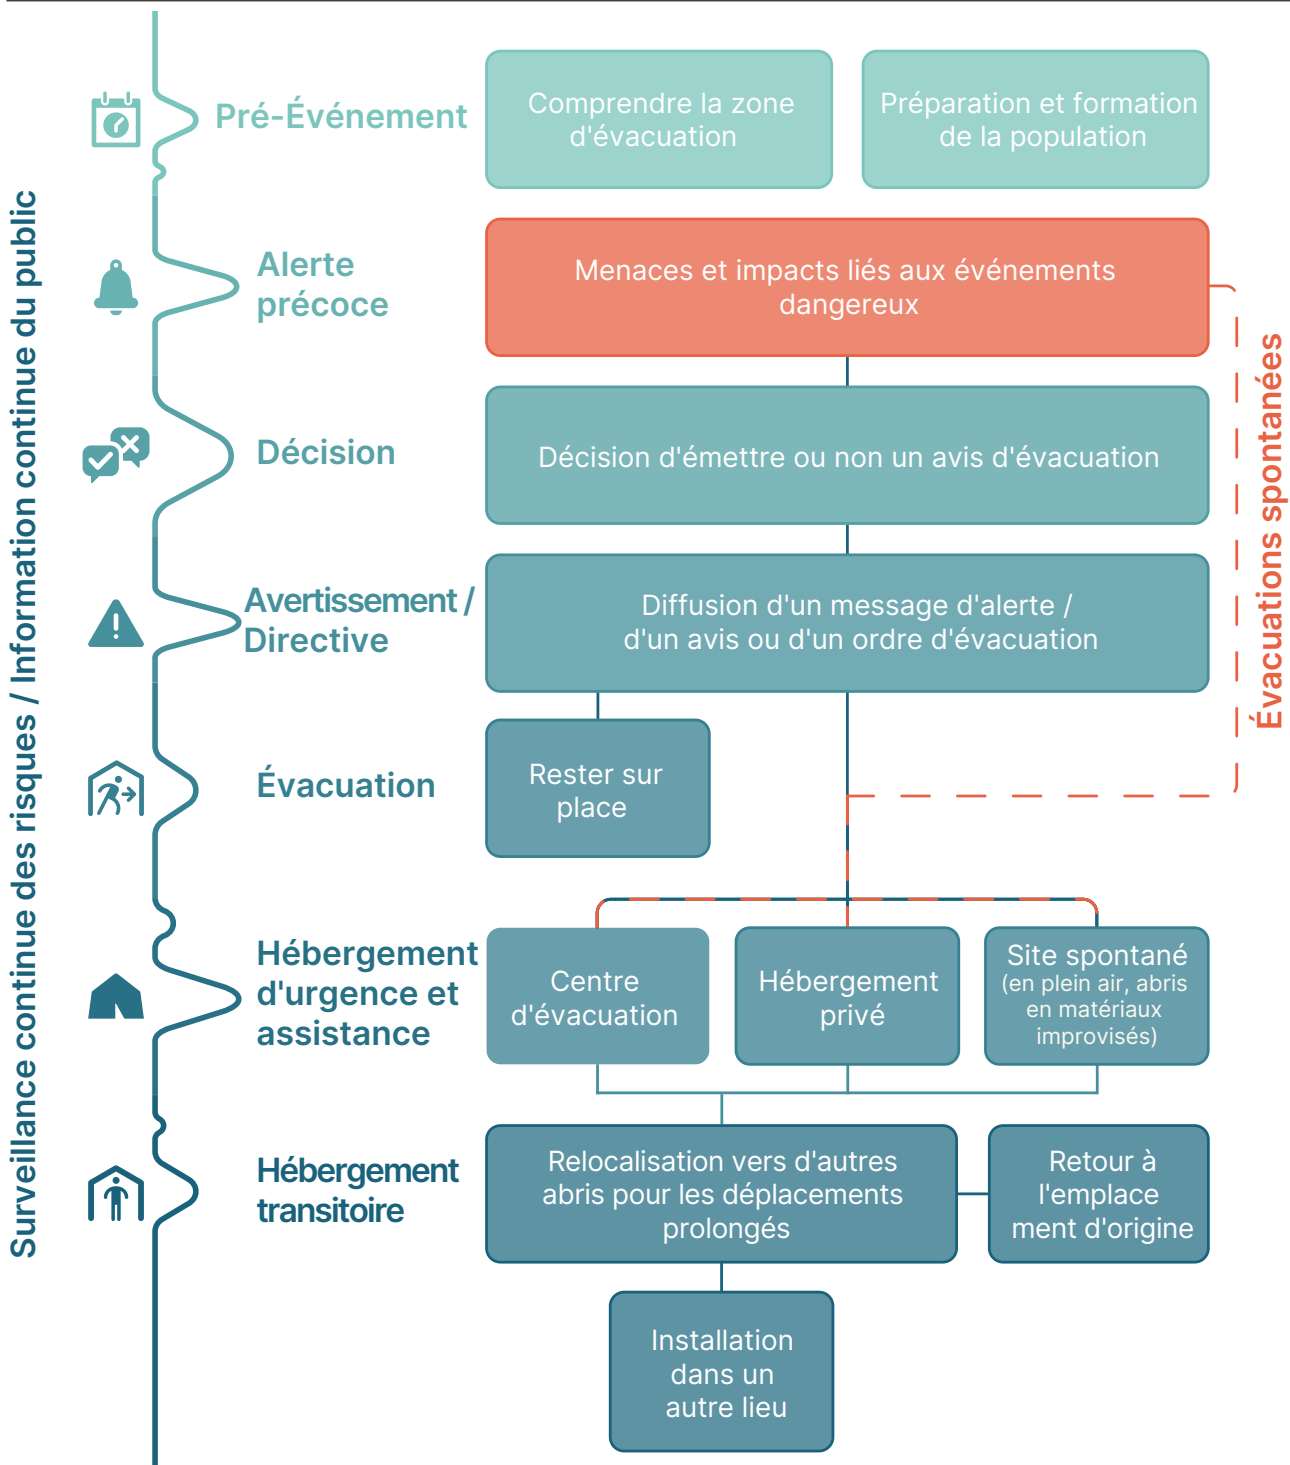 Surveillance continue des risques / Information continue du public
Pré-Événement
Comprendre la zone
d'évacuation
Préparation et formation
de la population
Alerte
précoce
Menaces et impacts liés aux événements
dangereux
Évacuations spontanées
Décision
Décision d'émettre ou non un avis d'évacuation
Avertissement /
Directive
Diffusion d'un message d'alerte /
d'un avis ou d'un ordre d'évacuation
Évacuation
Rester sur
place
Hébergement
d'urgence et
assistance
Centre
d'évacuation
Hébergement
privé
Site spontané
(en plein air, abris
en matériaux
improvisés)
Hébergement
transitoire
Relocalisation vers d'autres
abris pour les déplacements
prolongés
Retour à
l'emplace
ment d'origine
Installation
dans un
autre lieu